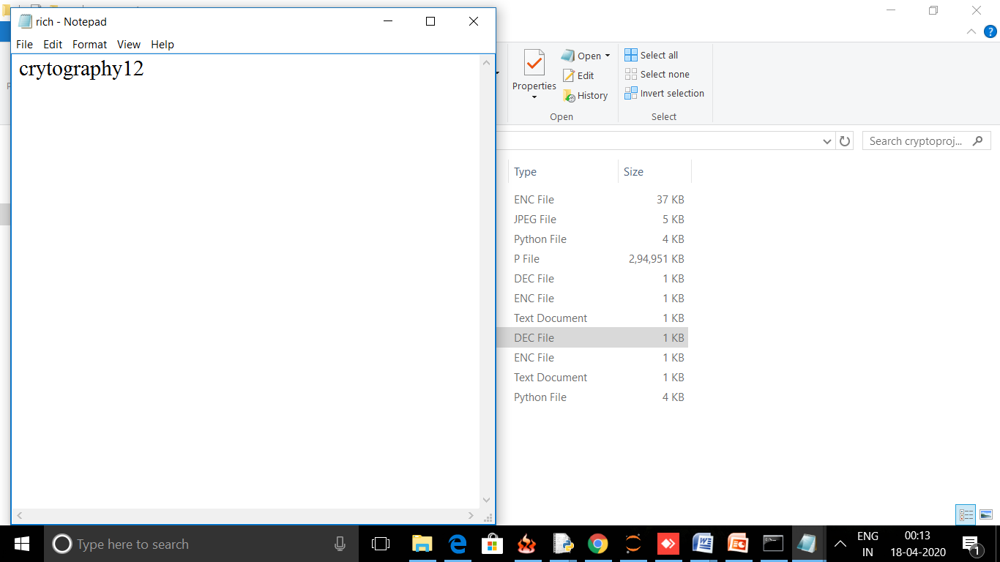 rich - Notepad
File Edit Format View Help
crytography12
Properties
Open
Edit
History
Open
Select all
Select none
Invert selection
Select
Search cryptoproj...
Type Size
ENC File 37 KB
JPEG File 5 KB
Python File 4 KB
P File 2,94,951 KB
DEC File 1 KB
ENC File 1 KB
Text Document 1 KB
DEC File 1 KB
ENC File 1 KB
Text Document 1 KB
Python File 4 KB
Type here to search
ENG
IN
00:13
18-04-2020
1